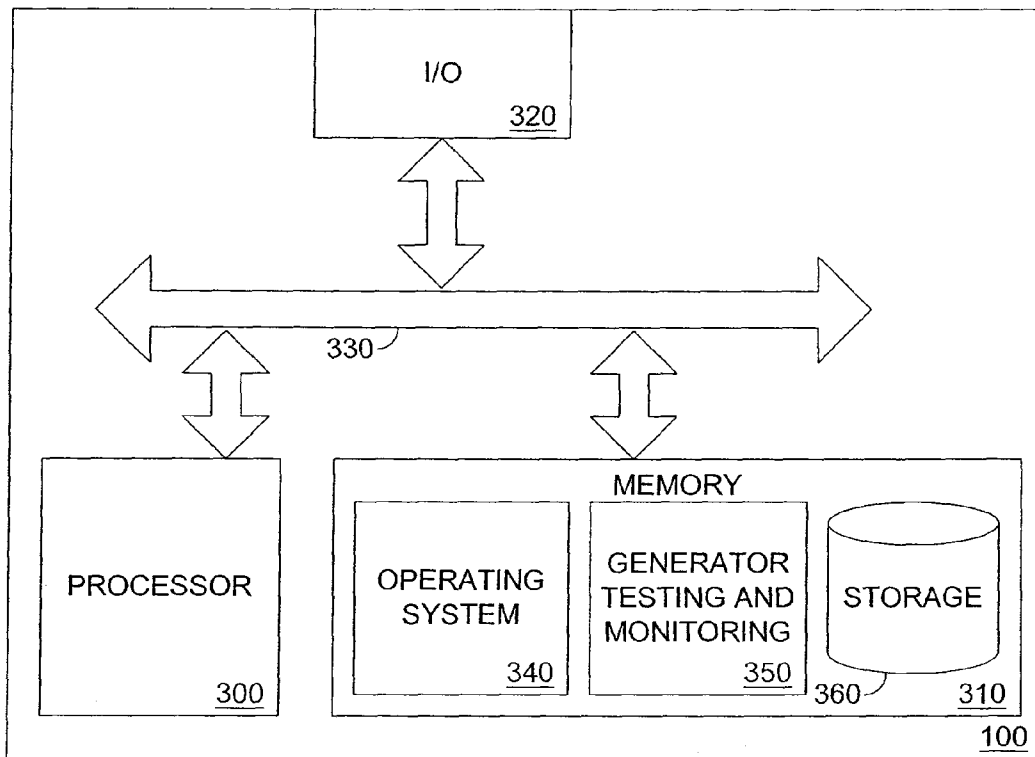 I/O
320
330
PROCESSOR
300
MEMORY
OPERATING
SYSTEM
340
GENERATOR
TESTING AND
MONITORING
350
STORAGE
360
310
100